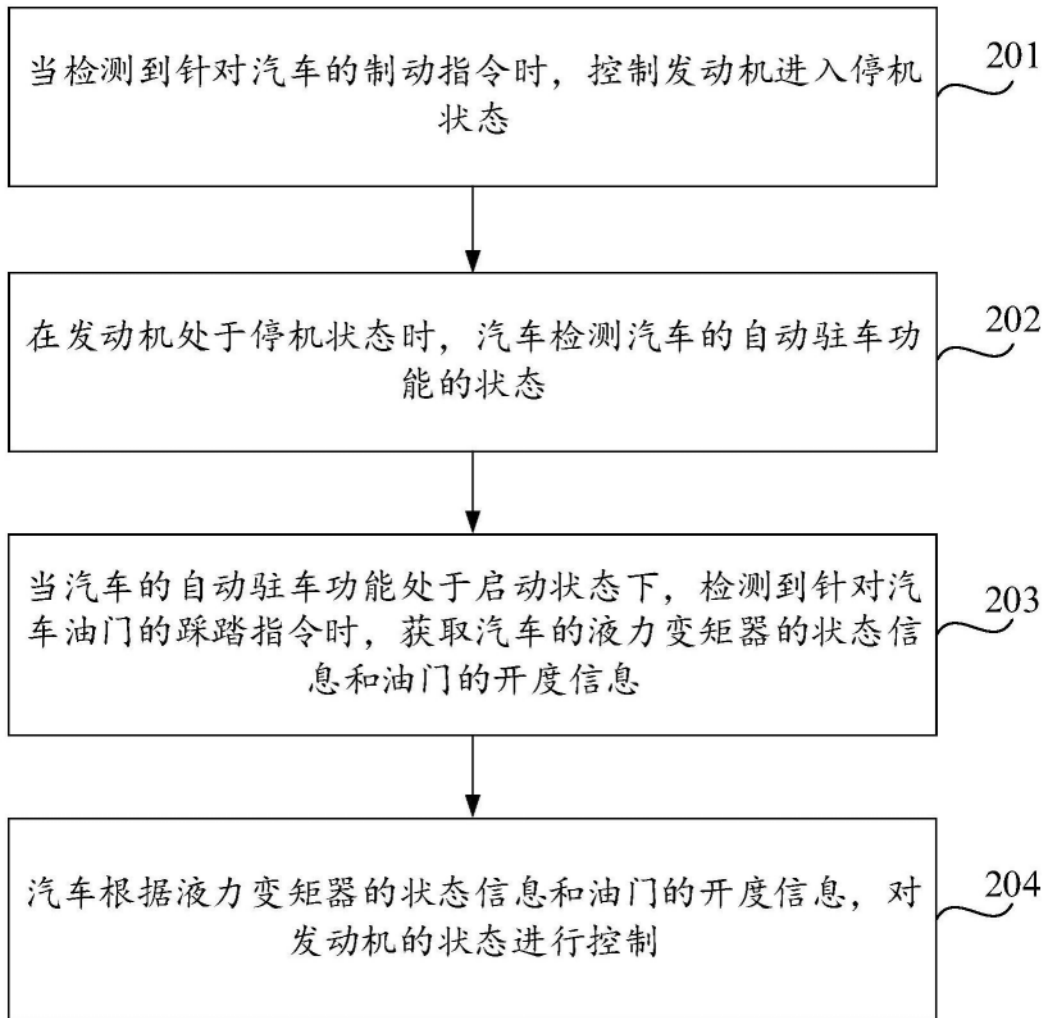 当检测到针对汽车的制动指令时，控制发动机进入停机
状态
201
在发动机处于停机状态时，汽车检测汽车的自动驻车功
能的状态
202
当汽车的自动驻车功能处于启动状态下，检测到针对汽
车油门的踩踏指令时，获取汽车的液力变矩器的状态信
息和油门的开度信息
203
汽车根据液力变矩器的状态信息和油门的开度信息，对
发动机的状态进行控制
204